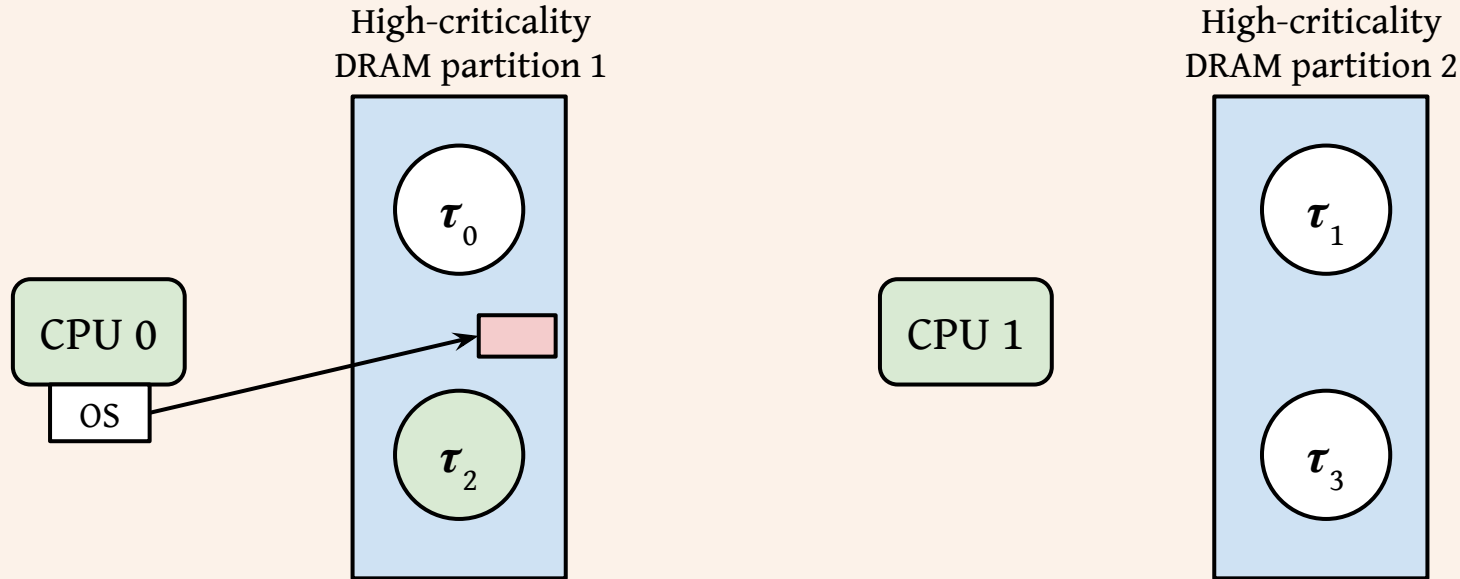 High-criticality
DRAM partition 1
High-criticality
DRAM partition 2
τ₀
τ₁
CPU 0
CPU 1
OS
τ₂
τ₃